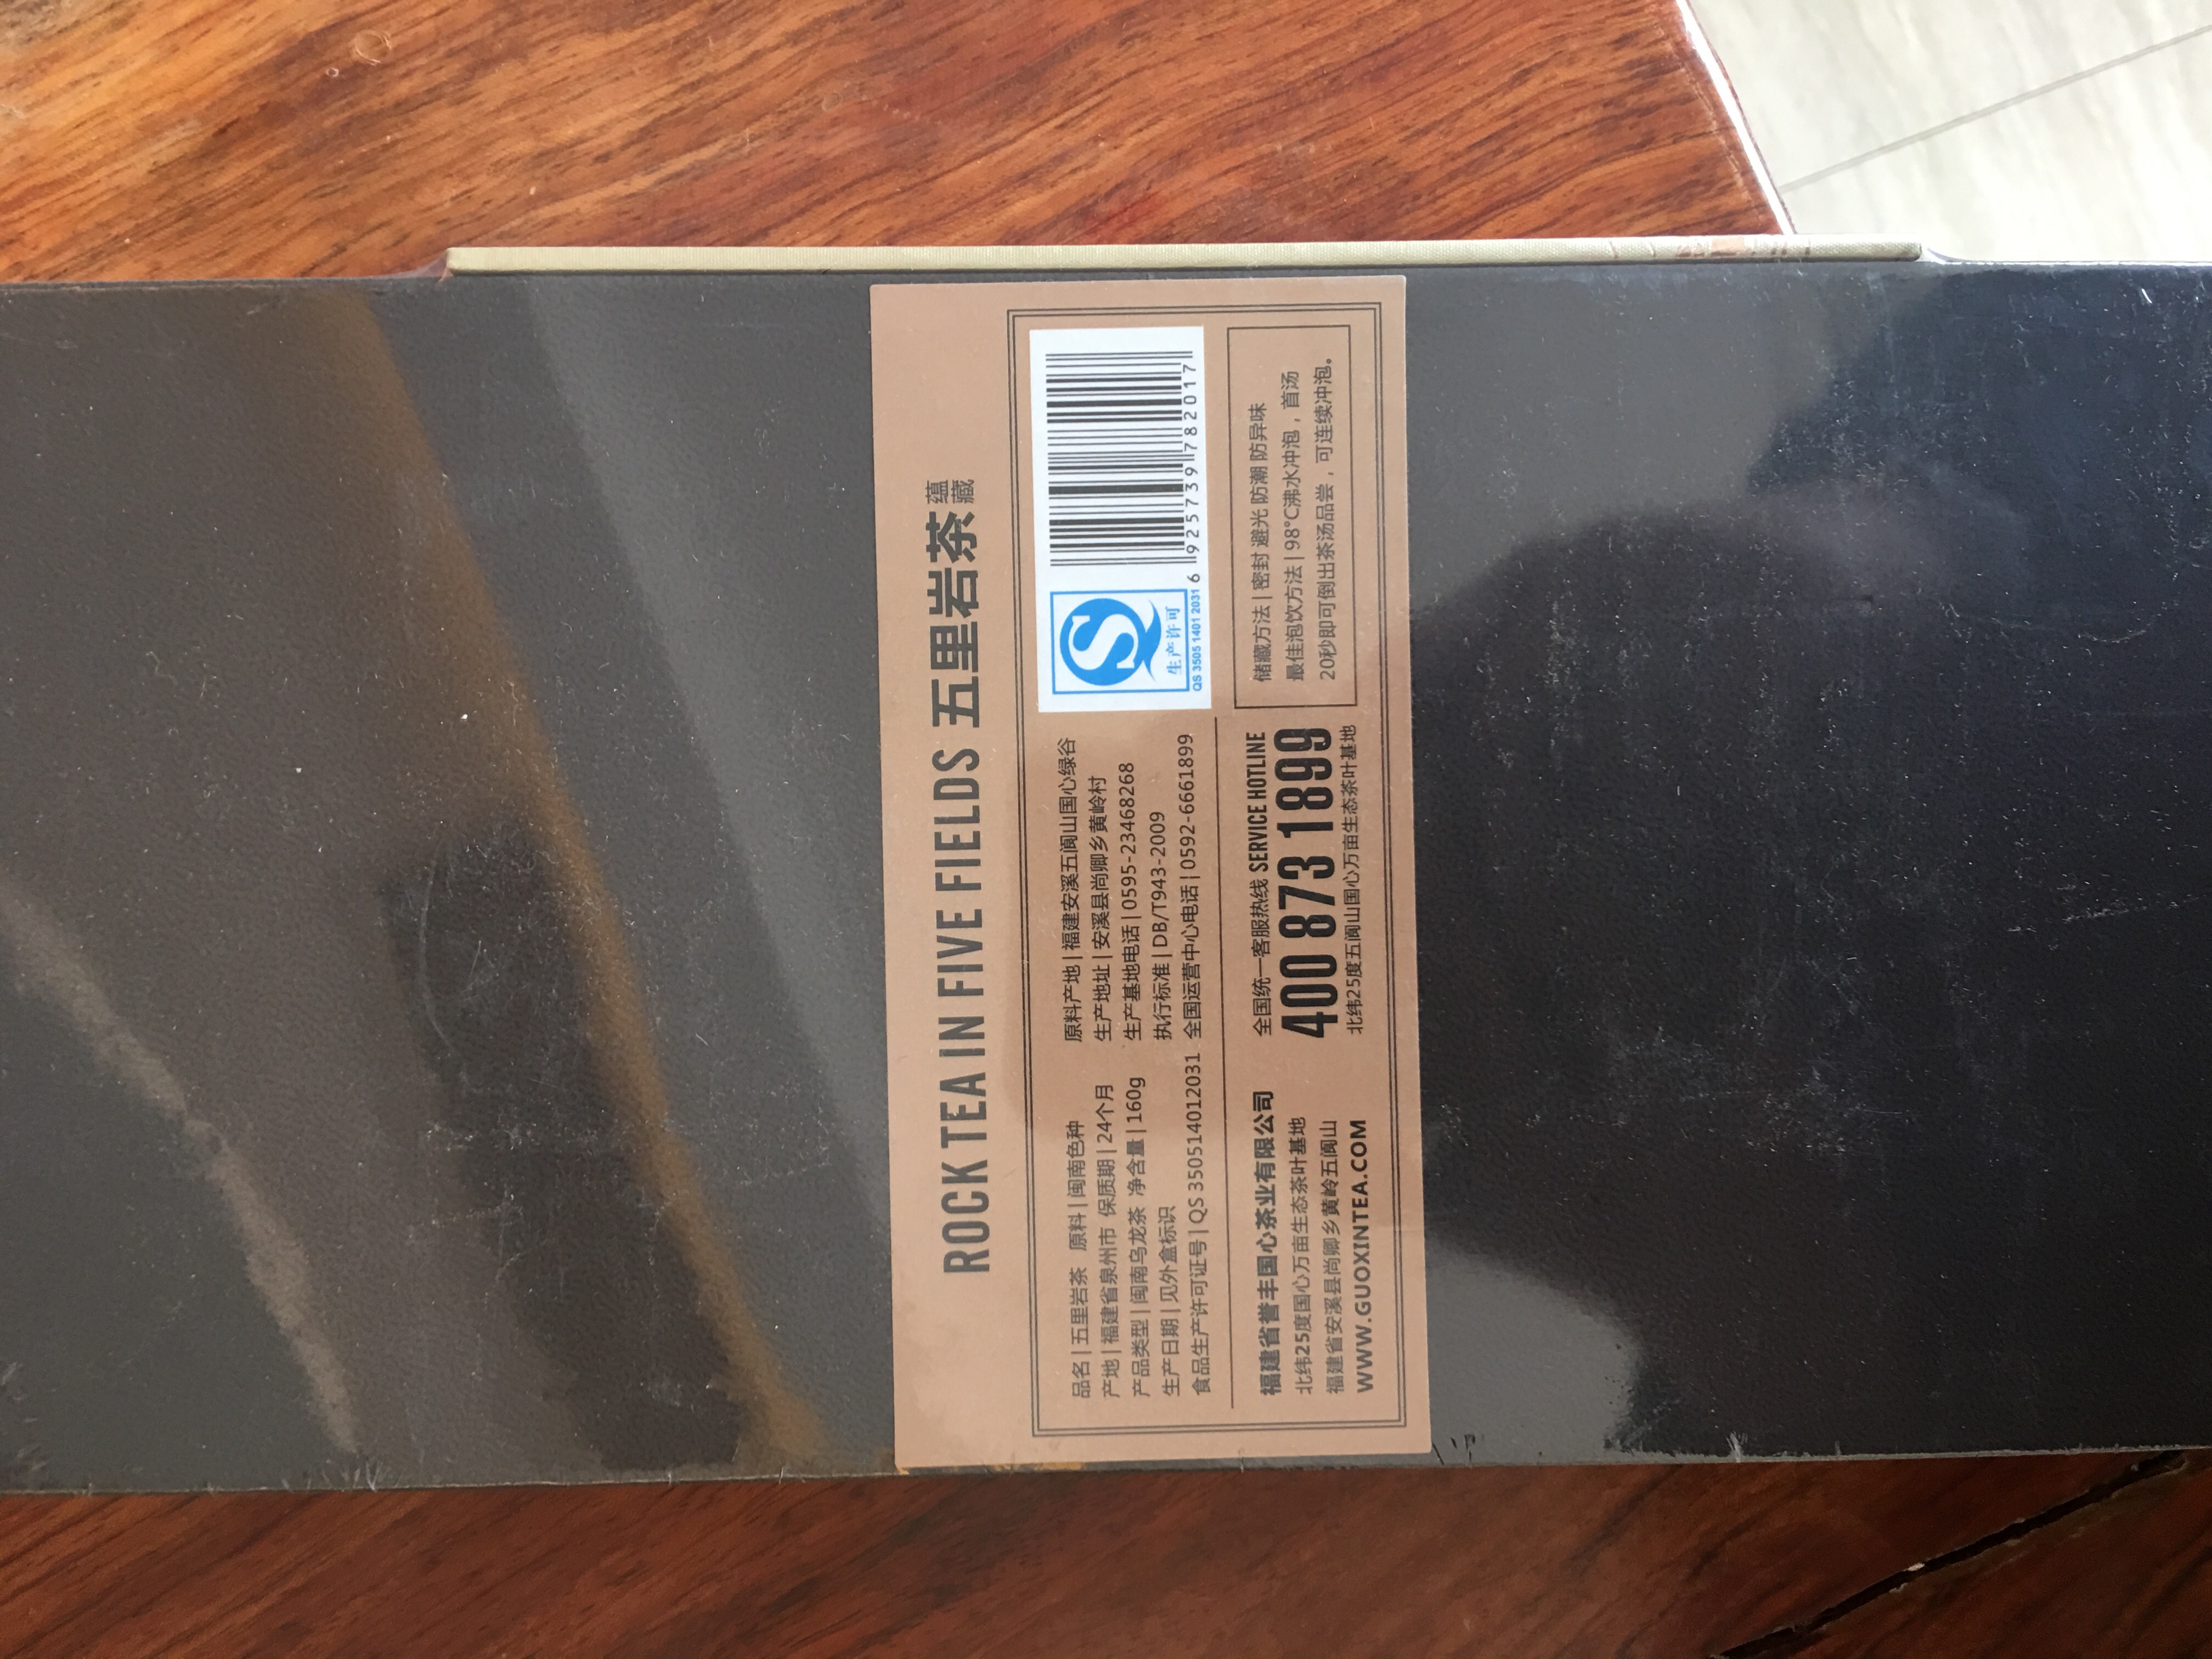 ROCK TEA IN FIVE FIELDS 五里岩茶 蕴藏
品名|五里岩茶 原料|闽南色种
产地|福建省泉州市 保质期|24个月
产品类型|闽南乌龙茶 净含量|160g
生产日期|见外盒标识
食品生产许可证号|QS 350514012031
原料产地|福建安溪五阆山国心绿谷
生产地址|安溪县尚卿乡黄岭村
生产基地电话|0595-23468268
执行标准|DB/T943-2009
全国运营中心电话|0592-6661899
生产许可
QS 3505 1401 2031
6 925739 782017
福建省誉丰国心茶业有限公司
北纬25度国心万亩生态茶叶基地
福建省安溪县尚卿乡黄岭五阆山
WWW.GUOXINTEA.COM
全国统一客服热线 SERVICE HOTLINE
400 873 1899
北纬25度五阆山国心万亩生态茶叶基地
储藏方法|密封 避光 防潮 防异味
最佳泡饮方法|98°C沸水冲泡，首汤
20秒即可倒出茶汤品尝，可连续冲泡。